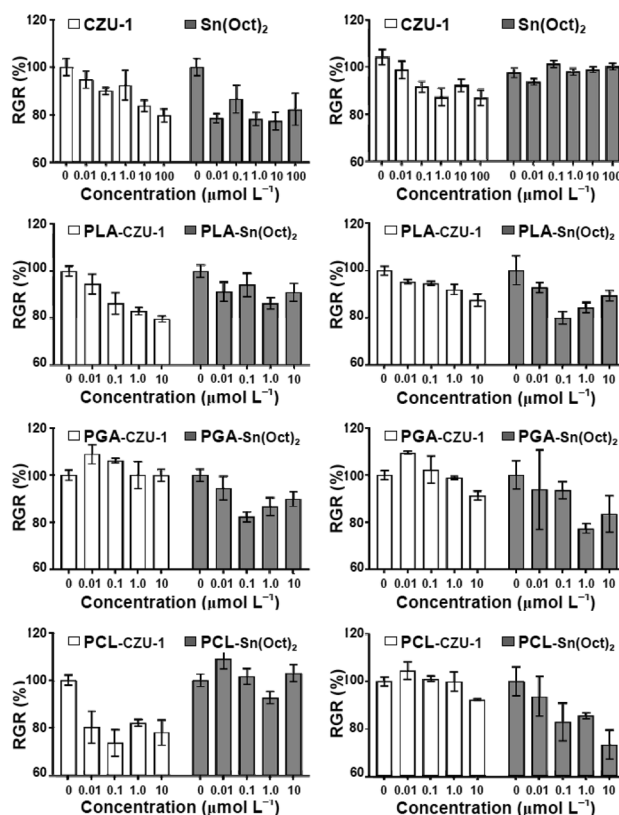 CZU-1 Sn(Oct)₂
120
100
80
60
RGR (%)
0 0.01 0.1 1.0 10 100 0 0.01 0.1 1.0 10 100
Concentration (μmol L⁻¹)
CZU-1 Sn(Oct)₂
120
100
80
60
RGR (%)
0 0.01 0.1 1.0 10 100 0 0.01 0.1 1.0 10 100
Concentration (μmol L⁻¹)
PLA-CZU-1 PLA-Sn(Oct)₂
120
100
80
60
RGR (%)
0 0.01 0.1 1.0 10 0 0.01 0.1 1.0 10
Concentration (μmol L⁻¹)
PLA-CZU-1 PLA-Sn(Oct)₂
120
100
80
60
RGR (%)
0 0.01 0.1 1.0 10 0 0.01 0.1 1.0 10
Concentration (μmol L⁻¹)
PGA-CZU-1 PGA-Sn(Oct)₂
120
100
80
60
RGR (%)
0 0.01 0.1 1.0 10 0 0.01 0.1 1.0 10
Concentration (μmol L⁻¹)
PGA-CZU-1 PGA-Sn(Oct)₂
120
100
80
60
RGR (%)
0 0.01 0.1 1.0 10 0 0.01 0.1 1.0 10
Concentration (μmol L⁻¹)
PCL-CZU-1 PCL-Sn(Oct)₂
120
100
80
60
RGR (%)
0 0.01 0.1 1.0 10 0 0.01 0.1 1.0 10
Concentration (μmol L⁻¹)
PCL-CZU-1 PCL-Sn(Oct)₂
120
100
80
60
RGR (%)
0 0.01 0.1 1.0 10 0 0.01 0.1 1.0 10
Concentration (μmol L⁻¹)